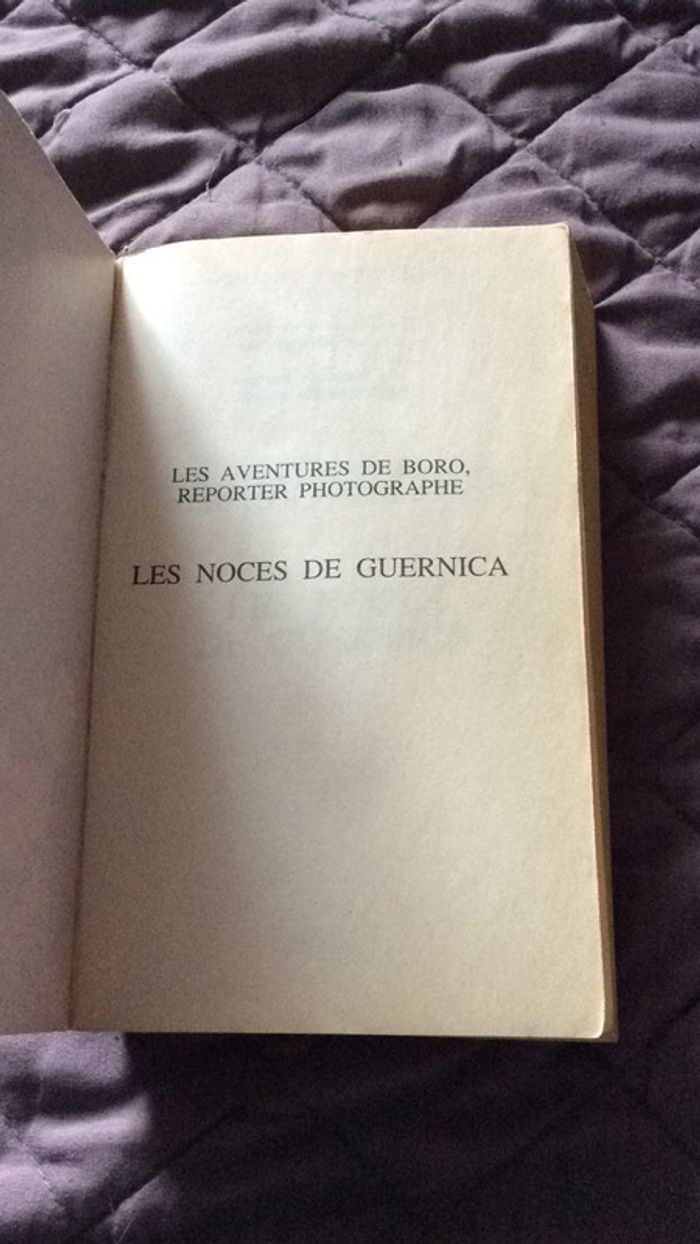 LES AVENTURES DE BORO,
REPORTER PHOTOGRAPHE
LES NOCES DE GUERNICA